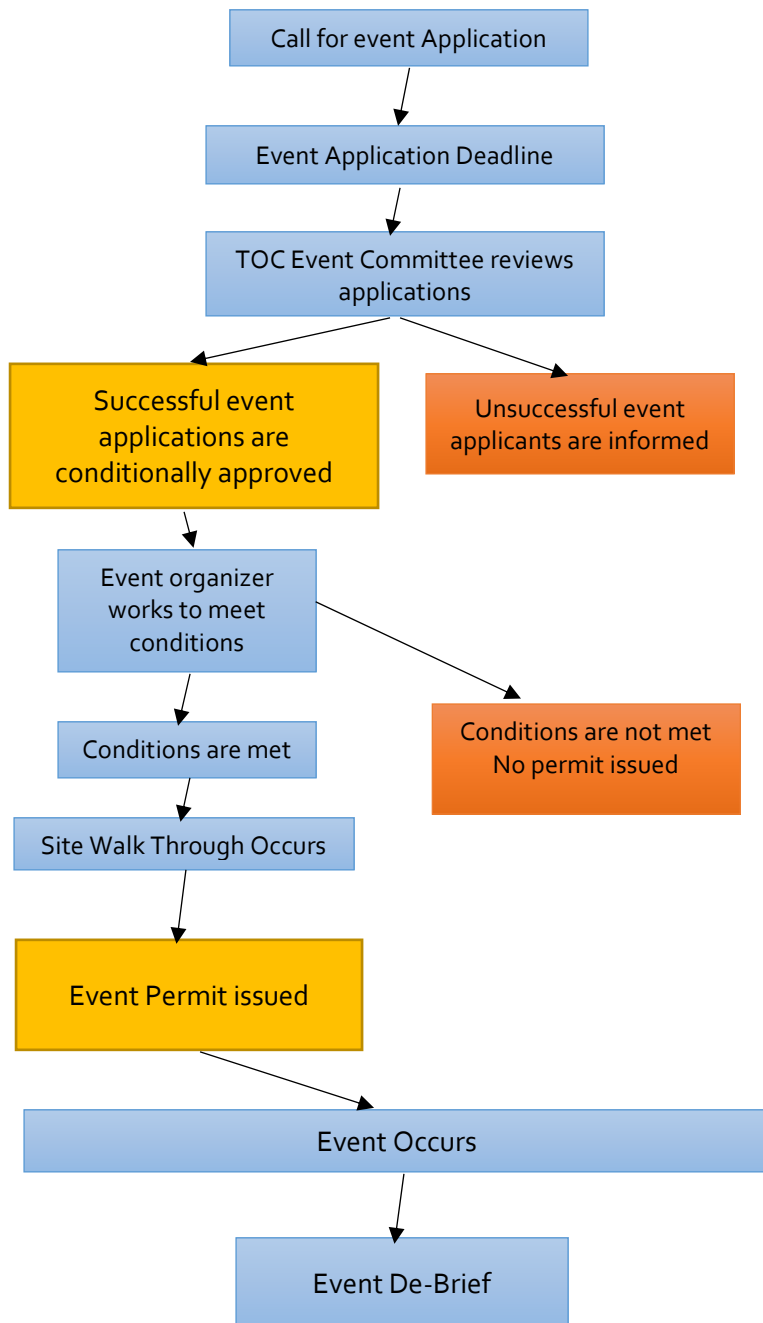 Call for event Application
Event Application Deadline
TOC Event Committee reviews
applications
Successful event
applications are
conditionally approved
Unsuccessful event
applicants are informed
Event organizer
works to meet
conditions
Conditions are not met
No permit issued
Conditions are met
Site Walk Through Occurs
Event Permit issued
Event Occurs
Event De-Brief